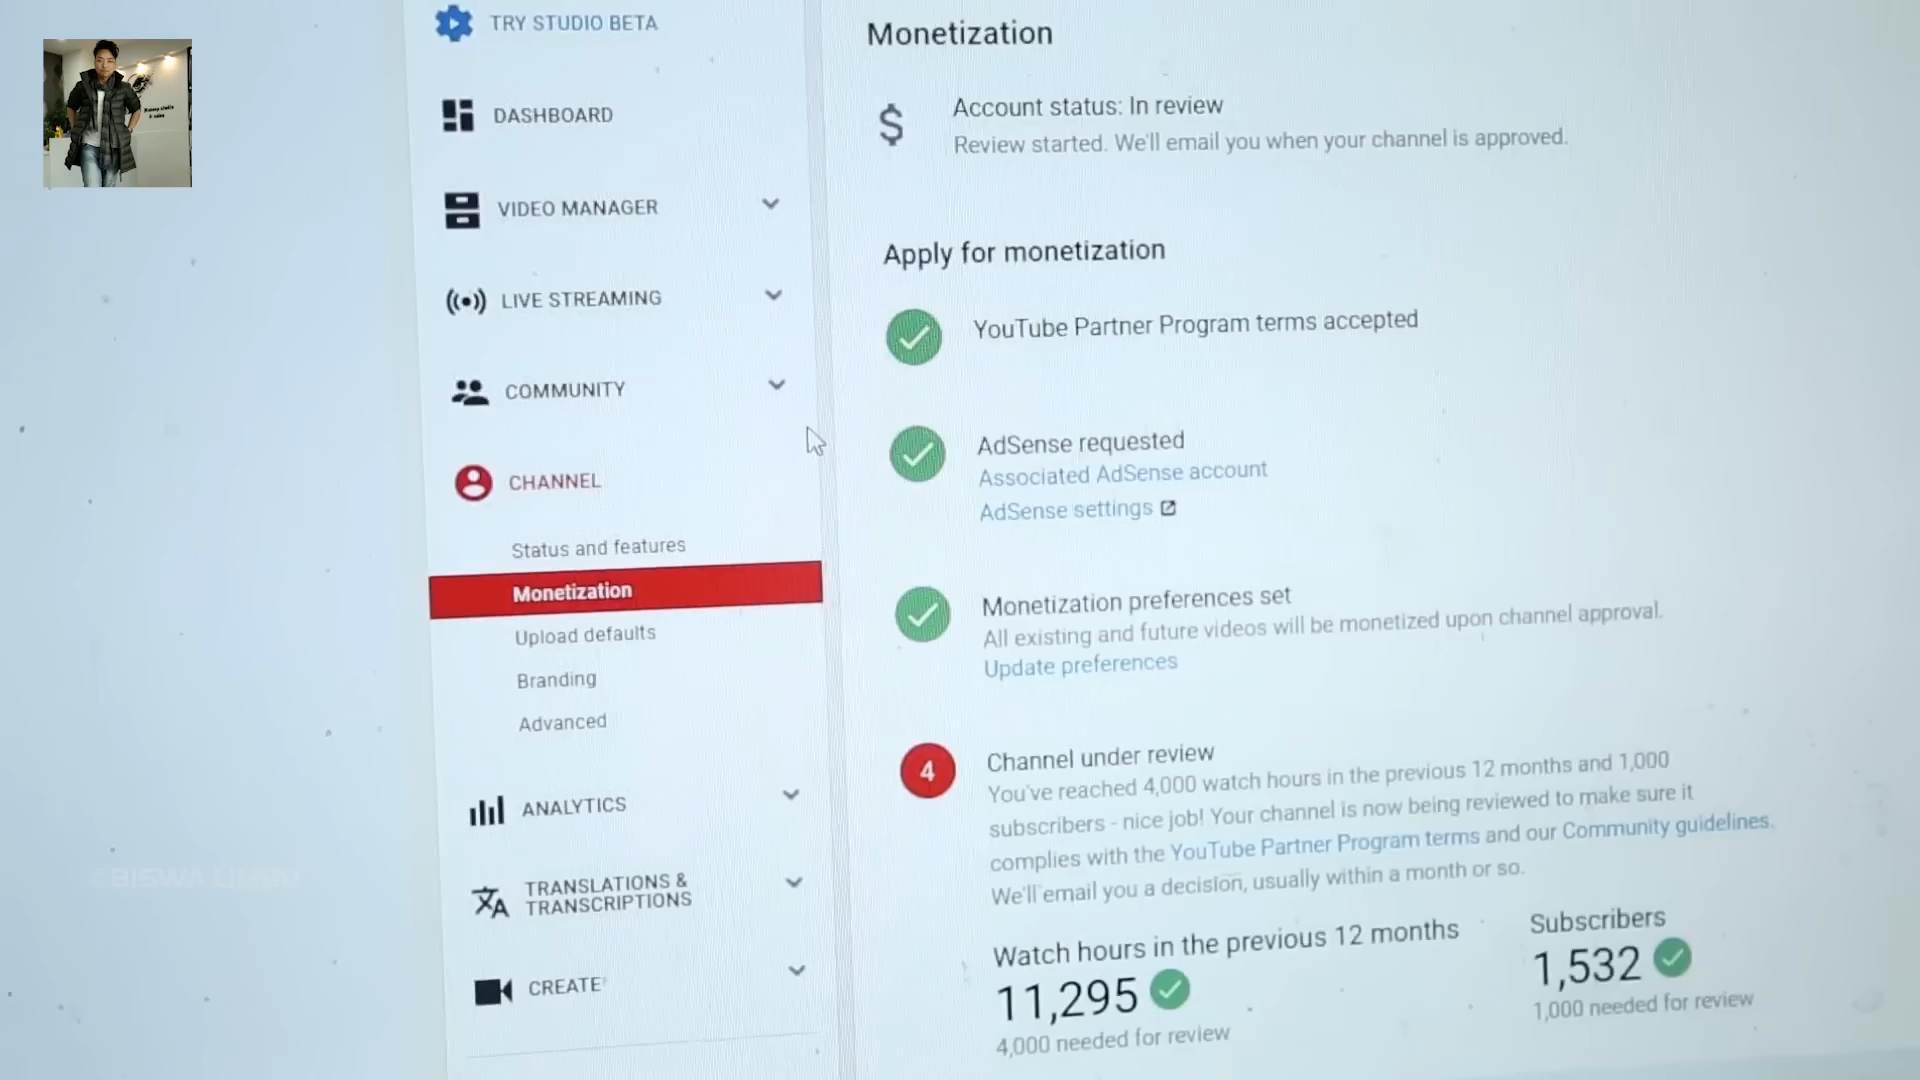 TRY STUDIO BETA
DASHBOARD
VIDEO MANAGER
LIVE STREAMING
COMMUNITY
CHANNEL
Status and features
Monetization
Upload defaults
Branding
Advanced
ANALYTICS
TRANSLATIONS &
TRANSCRIPTIONS
CREATE
Monetization
$
Account status: In review
Review started. We'll email you when your channel is approved.
Apply for monetization
YouTube Partner Program terms accepted
AdSense requested
Associated AdSense account
AdSense settings
Monetization preferences set
All existing and future videos will be monetized upon channel approval.
Update preferences
4
Channel under review
You've reached 4,000 watch hours in the previous 12 months and 1,000
subscribers - nice job! Your channel is now being reviewed to make sure it
complies with the YouTube Partner Program terms and our Community guidelines.
We'll email you a decision, usually within a month or so.
Watch hours in the previous 12 months
11,295
4,000 needed for review
Subscribers
1,532
1,000 needed for review